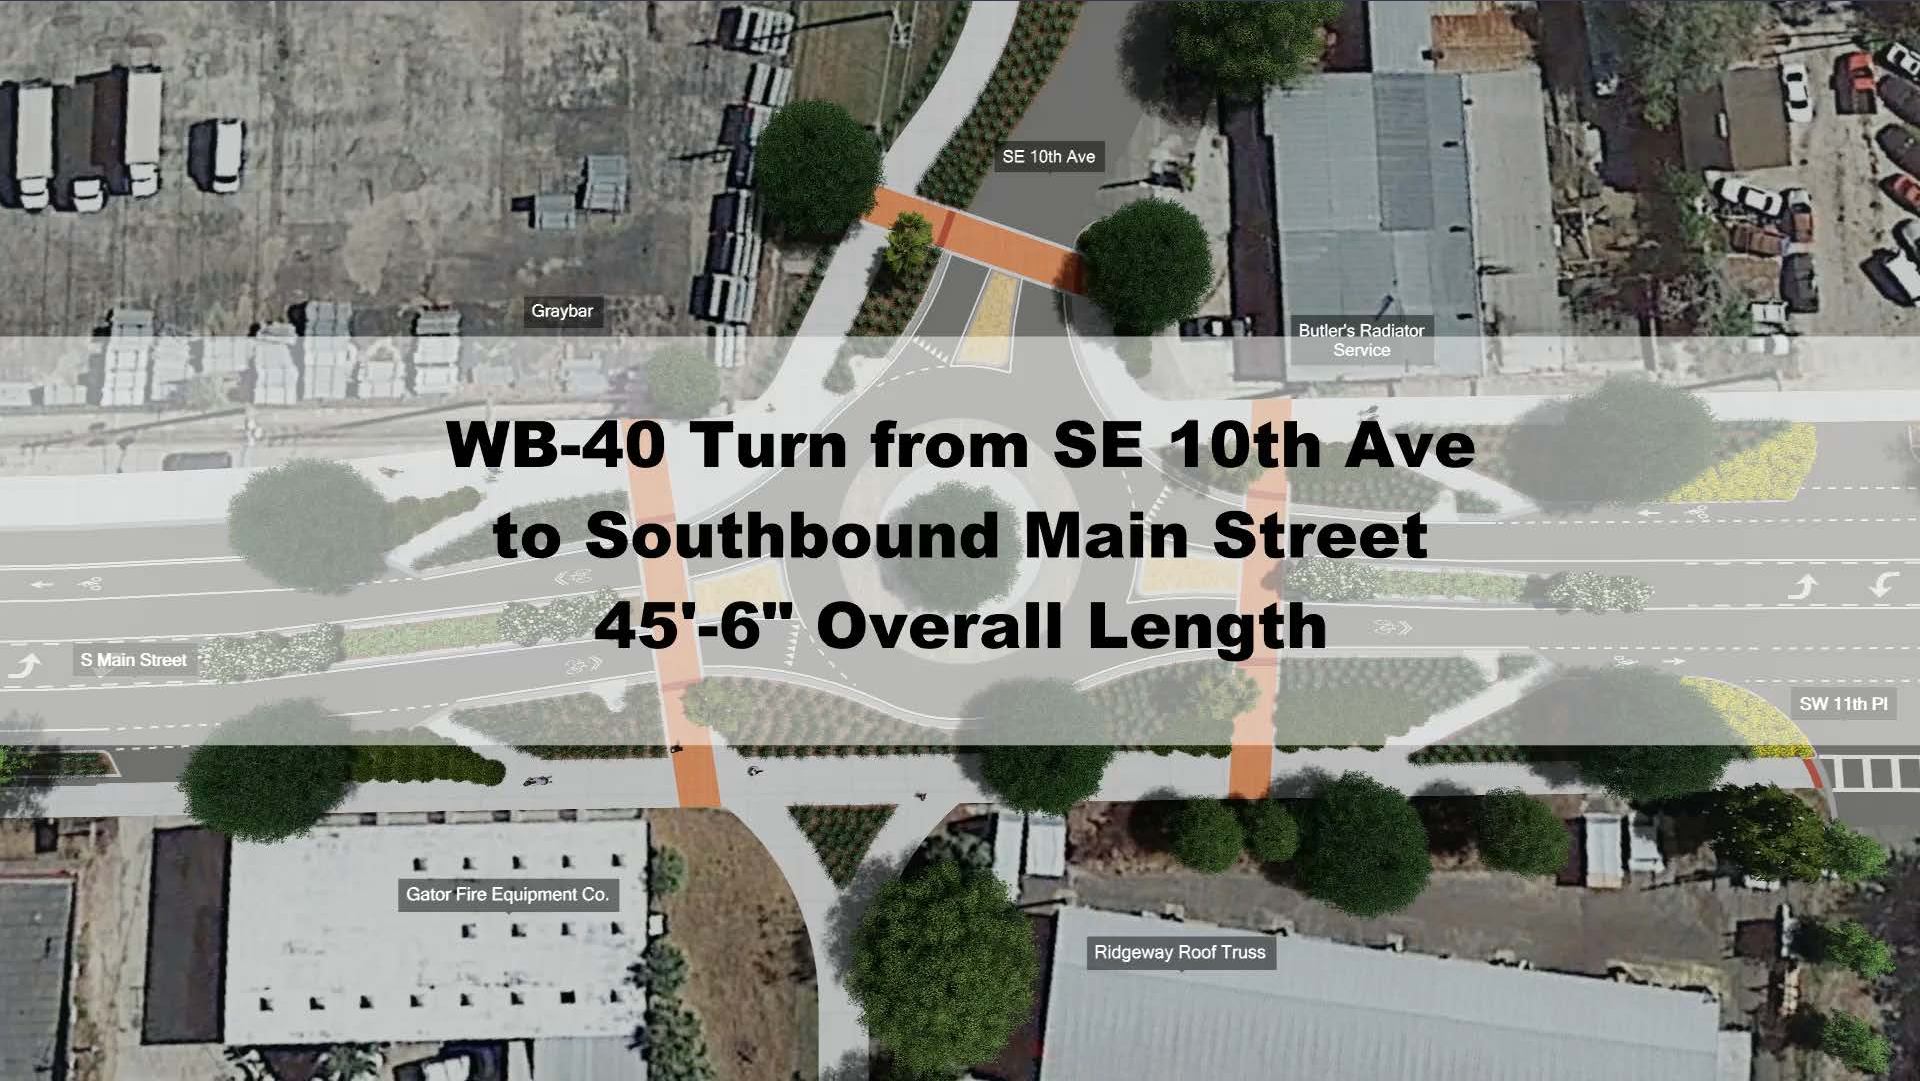 SE 10th Ave
Graybar
Butler's Radiator
Service
WB-40 Turn from SE 10th Ave
to Southbound Main Street
45'-6" Overall Length
S Main Street
SW 11th Pl
Gator Fire Equipment Co.
Ridgeway Roof Truss